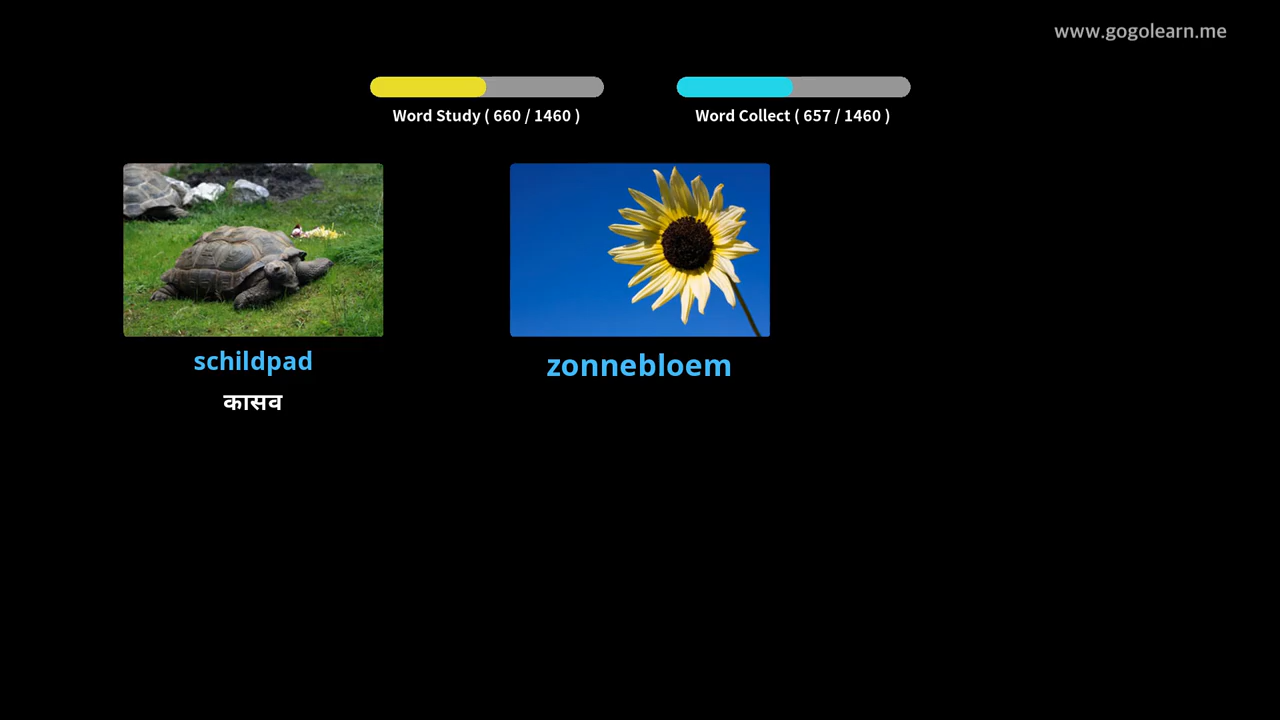 www.gogolearn.me
Word Study ( 660 / 1460 )
Word Collect ( 657 / 1460 )
schildpad
कासव
zonnebloem